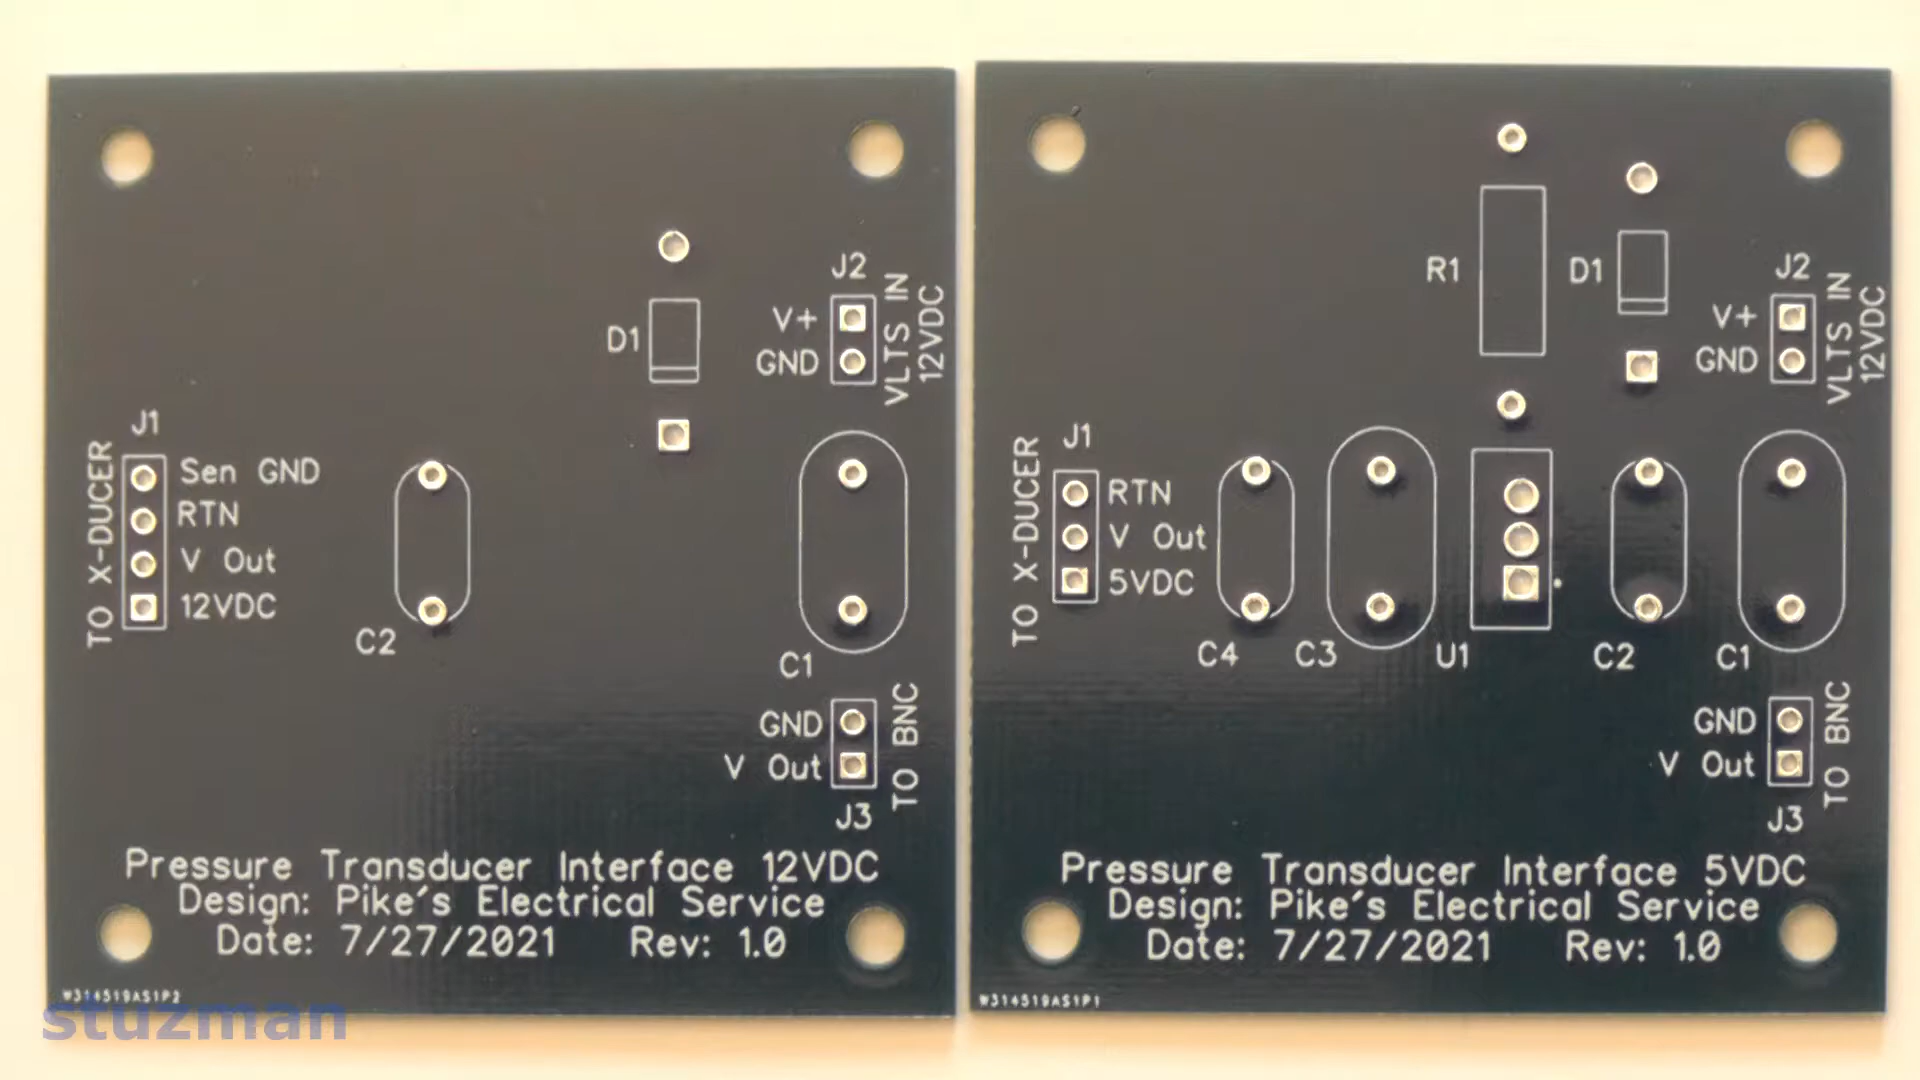 J2
V+
GND
VLTS IN
12VDC
D1
J1
TO X-DUCER
Sen GND
RTN
V Out
12VDC
C2
C1
GND
V Out
TO BNC
J3
Pressure Transducer Interface 12VDC
Design: Pike's Electrical Service
Date: 7/27/2021 Rev: 1.0
W314519AS1P2
stuzman
R1
D1
J2
V+
GND
VLTS IN
12VDC
J1
TO X-DUCER
RTN
V Out
5VDC
C4
C3
U1
C2
C1
GND
V Out
TO BNC
J3
Pressure Transducer Interface 5VDC
Design: Pike's Electrical Service
Date: 7/27/2021 Rev: 1.0
W314519AS1P1